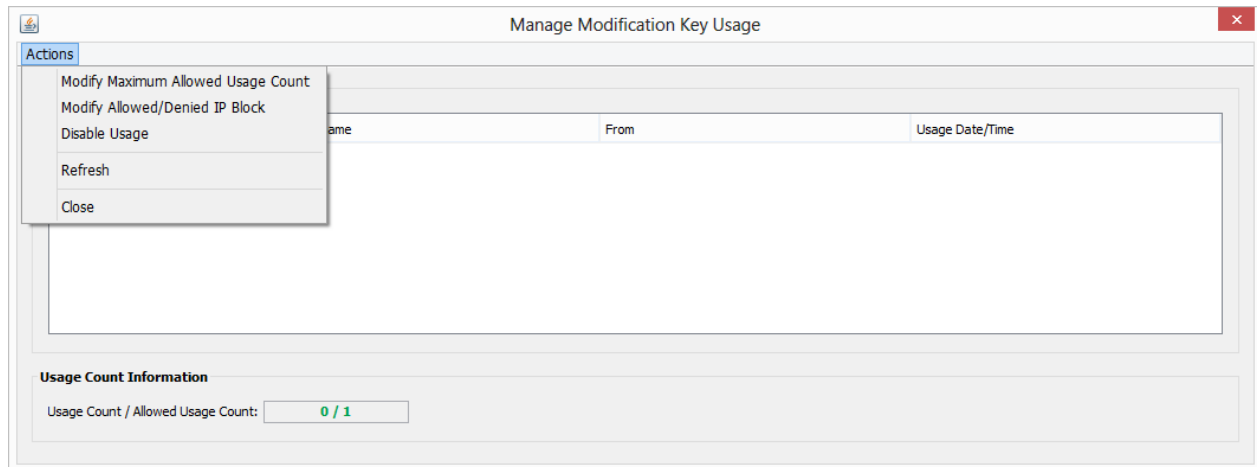 Manage Modification Key Usage
Actions
Modify Maximum Allowed Usage Count
Modify Allowed/Denied IP Block
Disable Usage
Refresh
Close
ame From Usage Date/Time
Usage Count Information
Usage Count / Allowed Usage Count: 0 / 1